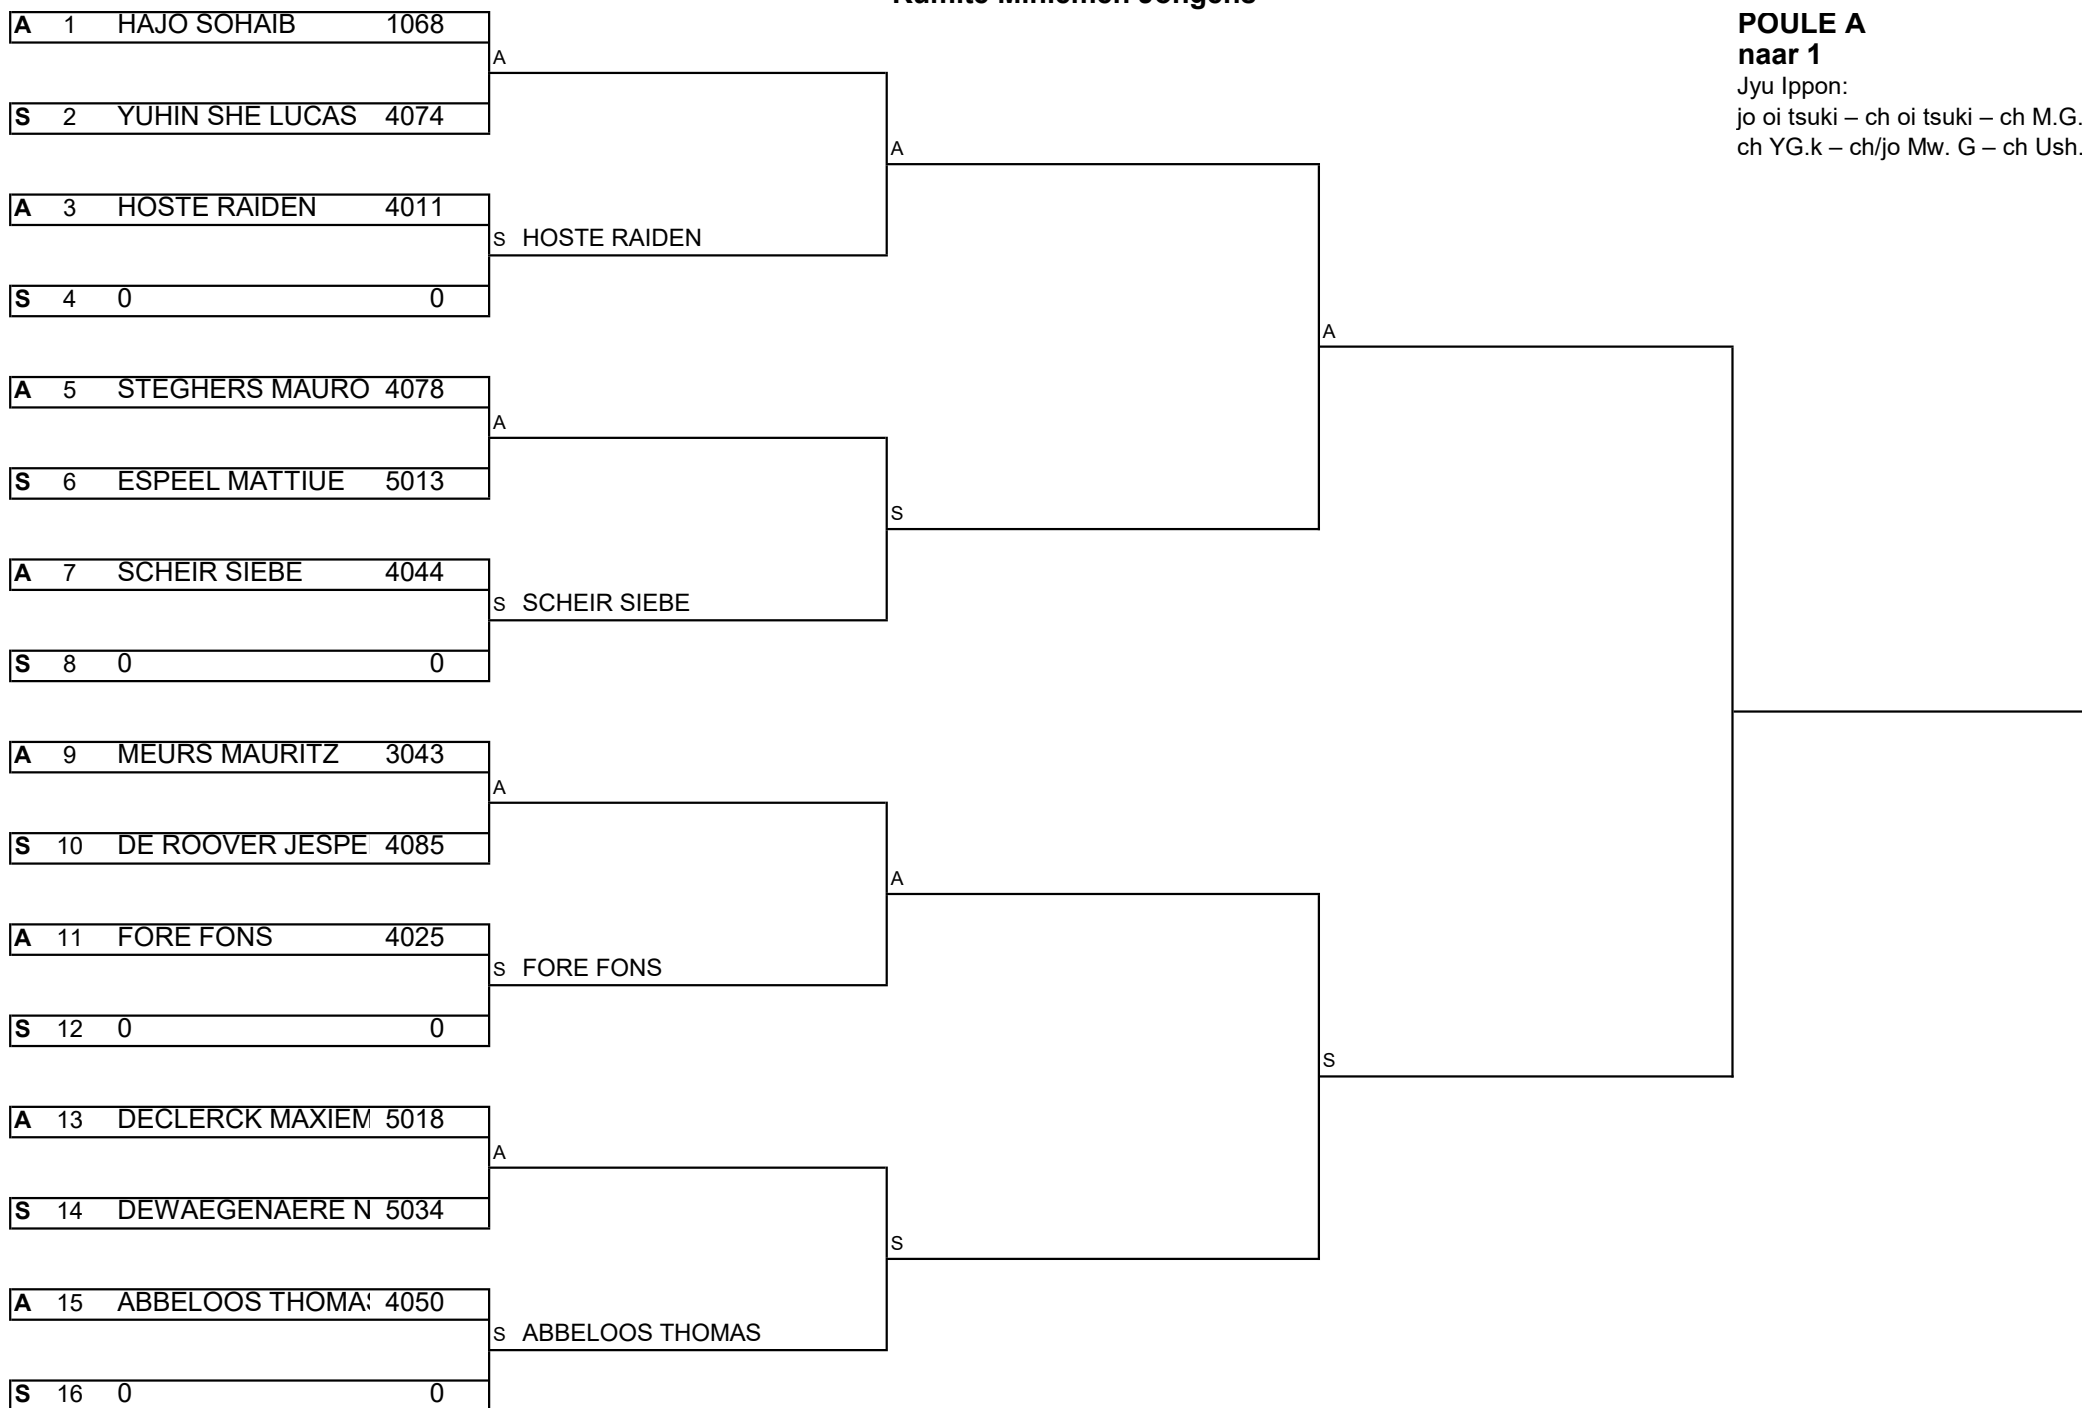 A 1 HAJO SOHAIB 1068
A
S 2 YUHIN SHE LUCAS 4074
A
A 3 HOSTE RAIDEN 4011
S HOSTE RAIDEN
S 4 0 0
A
A 5 STEGHERS MAURO 4078
A
S 6 ESPEEL MATTIUE 5013
S
A 7 SCHEIR SIEBE 4044
S SCHEIR SIEBE
S 8 0 0
A 9 MEURS MAURITZ 3043
A
S 10 DE ROOVER JESPE 4085
A
A 11 FORE FONS 4025
S FORE FONS
S 12 0 0
S
A 13 DECLERCK MAXIEM 5018
A
S 14 DEWAEGENAERE N 5034
S
A 15 ABBELOOS THOMAS 4050
S ABBELOOS THOMAS
S 16 0 0
POULE A
naar 1
Jyu Ippon:
jo oi tsuki – ch oi tsuki – ch M.G.
ch YG.k – ch/jo Mw. G – ch Ush.